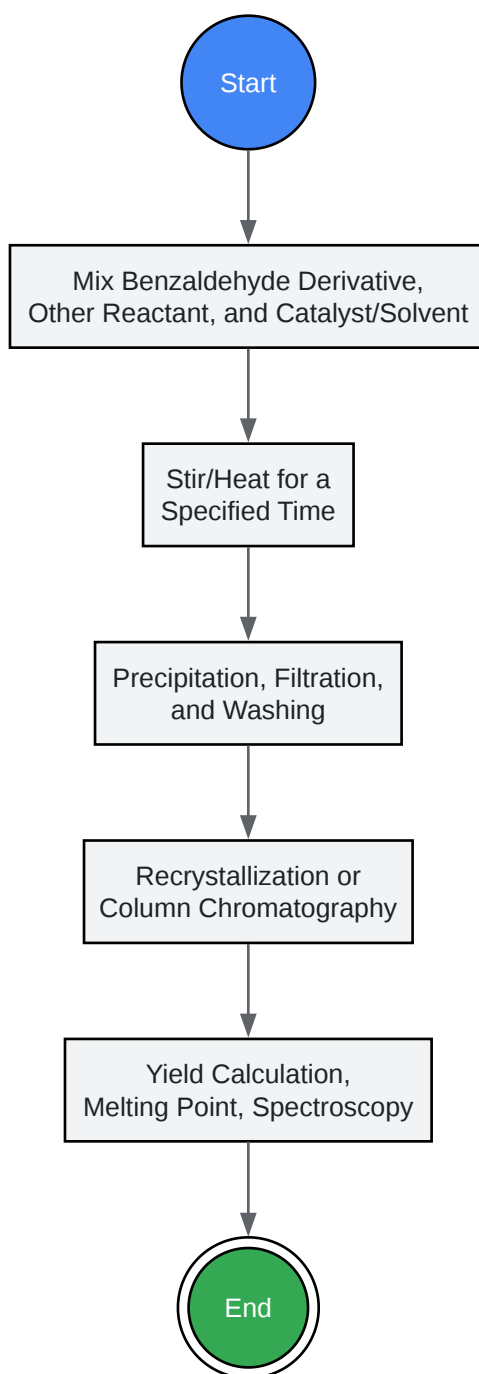 Start
Mix Benzaldehyde Derivative,
Other Reactant, and Catalyst/Solvent
Stir/Heat for a
Specified Time
Precipitation, Filtration,
and Washing
Recrystallization or
Column Chromatography
Yield Calculation,
Melting Point, Spectroscopy
End